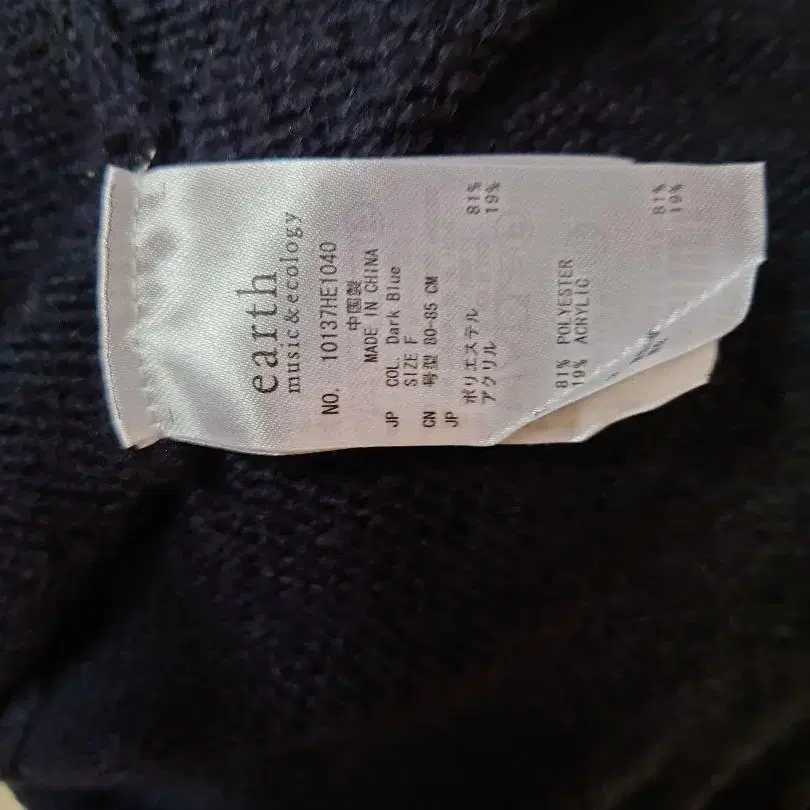 earth
music&ecology
NO. 10137HE1040
中国製
MADE IN CHINA
JP COL. Dark Blue
SIZE F
CN 号型 80-85 CM
JP
ポリエステル 81%
アクリル 19%
81% POLYESTER
19% ACRYLIC
81%
19%